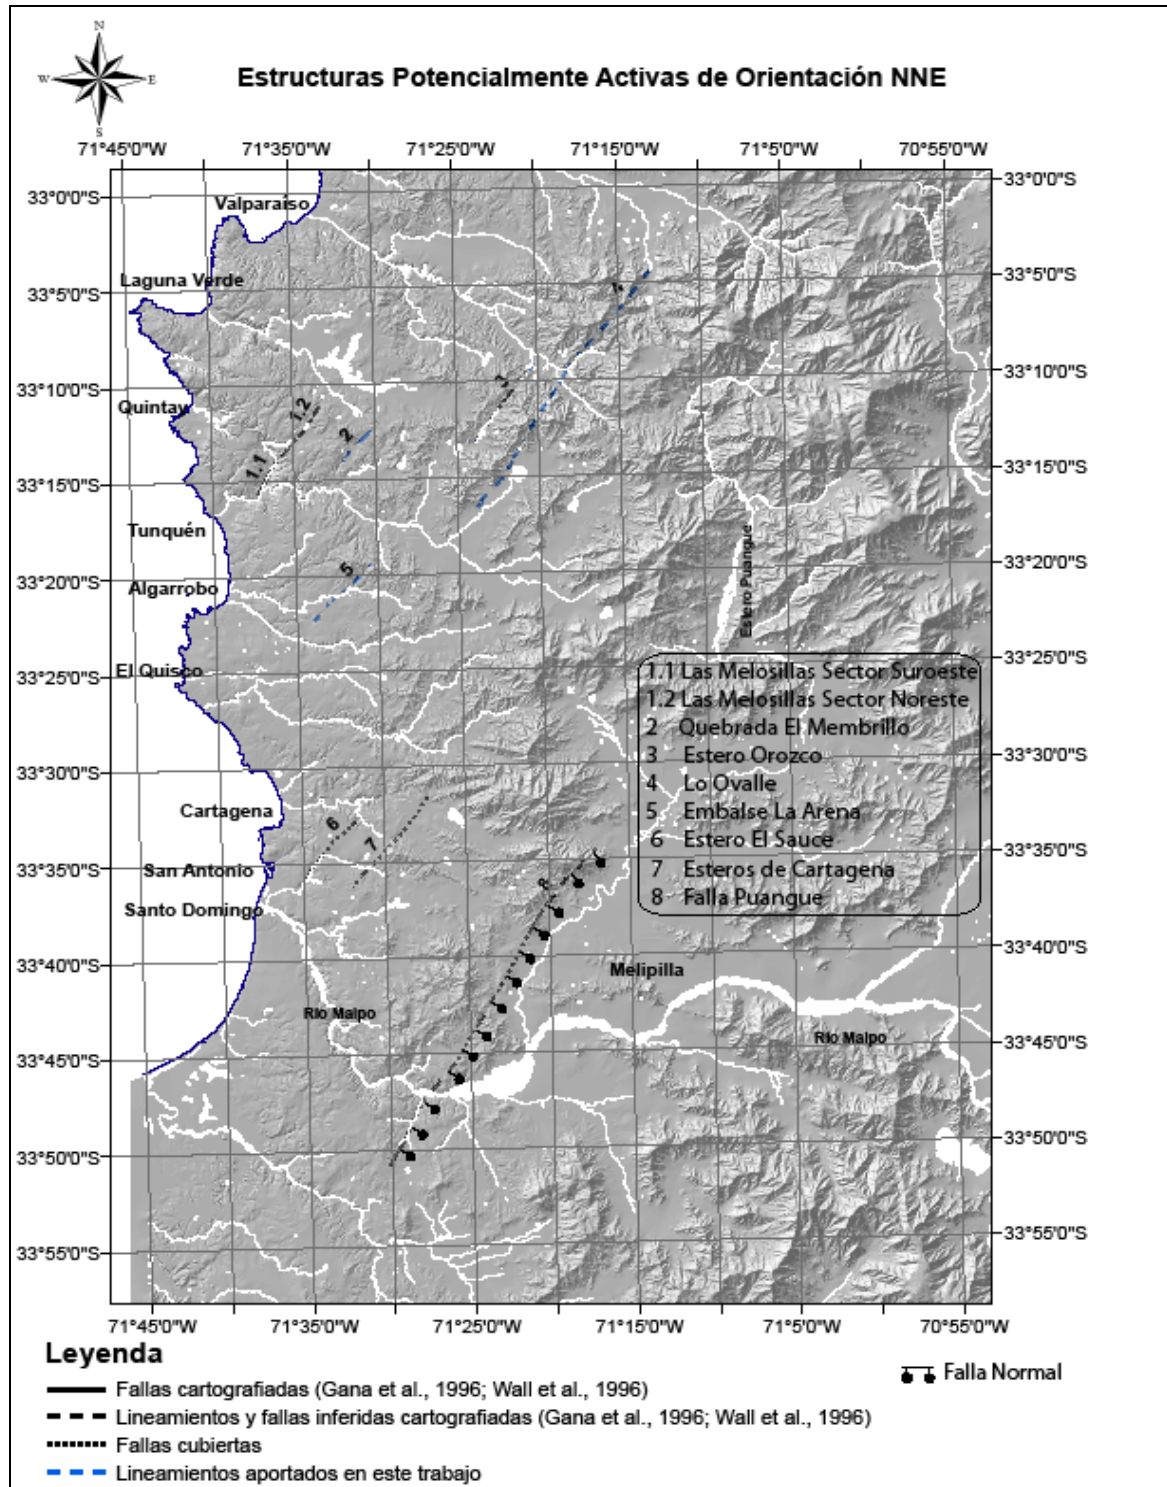 N
W E
S
Estructuras Potencialmente Activas de Orientación NNE
71°45'0"W 71°35'0"W 71°25'0"W 71°15'0"W 71°5'0"W 70°55'0"W
33°0'0"S
33°5'0"S
33°10'0"S
33°15'0"S
33°20'0"S
33°25'0"S
33°30'0"S
33°35'0"S
33°40'0"S
33°45'0"S
33°50'0"S
33°55'0"S
Valparaíso
Laguna Verde
Quintay
Tunquén
Algarrobo
El Quisco
Cartagena
San Antonio
Santo Domingo
Río Maipo
Melipilla
Río Maipo
Estero Puangue
1.1
1.2
2
3
4
5
6
7
8
1.1 Las Melosillas Sector Suroeste
1.2 Las Melosillas Sector Noreste
2 Quebrada El Membrillo
3 Estero Orozco
4 Lo Ovalle
5 Embalse La Arena
6 Estero El Sauce
7 Esteros de Cartagena
8 Falla Puangue
33°0'0"S
33°5'0"S
33°10'0"S
33°15'0"S
33°20'0"S
33°25'0"S
33°30'0"S
33°35'0"S
33°40'0"S
33°45'0"S
33°50'0"S
33°55'0"S
71°45'0"W 71°35'0"W 71°25'0"W 71°15'0"W 71°5'0"W 70°55'0"W
Leyenda
Fallas cartografiadas (Gana et al., 1996; Wall et al., 1996)
Lineamientos y fallas inferidas cartografiadas (Gana et al., 1996; Wall et al., 1996)
Fallas cubiertas
Lineamientos aportados en este trabajo
Falla Normal